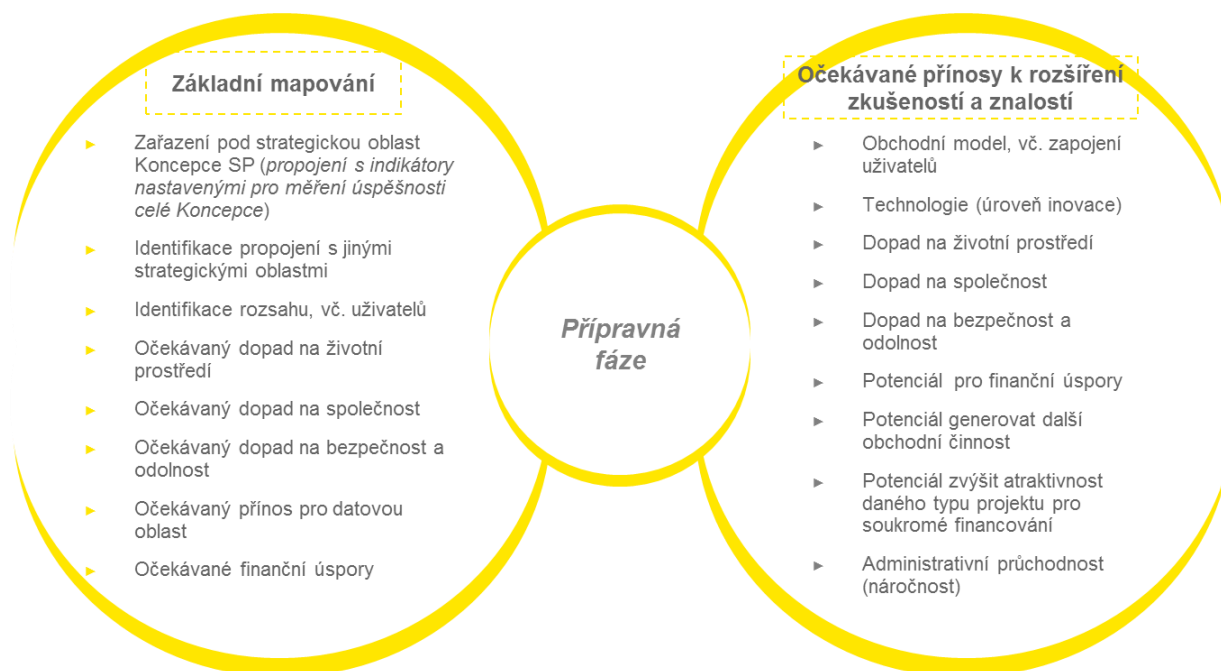 Základní mapování
Zařazení pod strategickou oblast
Koncepce SP (propojení s indikátory
nastavenými pro měření úspěšnosti
celé Koncepce)
Identifikace propojení s jinými
strategickými oblastmi
Identifikace rozsahu, vč. uživatelů
Očekávaný dopad na životní
prostředí
Očekávaný dopad na společnost
Očekávaný dopad na bezpečnost a
odolnost
Očekávaný přínos pro datovou
oblast
Očekávané finanční úspory
Přípravná
fáze
Očekávané přínosy k rozšíření
zkušeností a znalostí
Obchodní model, vč. zapojení
uživatelů
Technologie (úroveň inovace)
Dopad na životní prostředí
Dopad na společnost
Dopad na bezpečnost a
odolnost
Potenciál pro finanční úspory
Potenciál generovat další
obchodní činnost
Potenciál zvýšit atraktivnost
daného typu projektu pro
soukromé financování
Administrativní průchodnost
(náročnost)